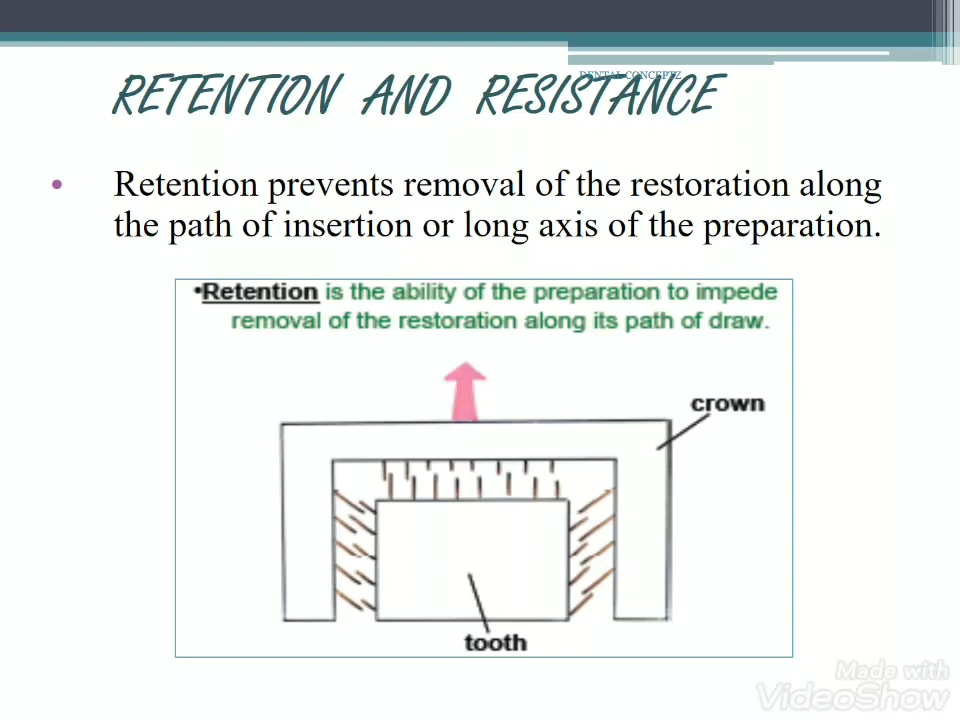 DENTAL CONCEPTZ
RETENTION AND RESISTANCE
• Retention prevents removal of the restoration along
the path of insertion or long axis of the preparation.
•Retention is the ability of the preparation to impede
removal of the restoration along its path of draw.
crown
tooth
Made with
VideoShow